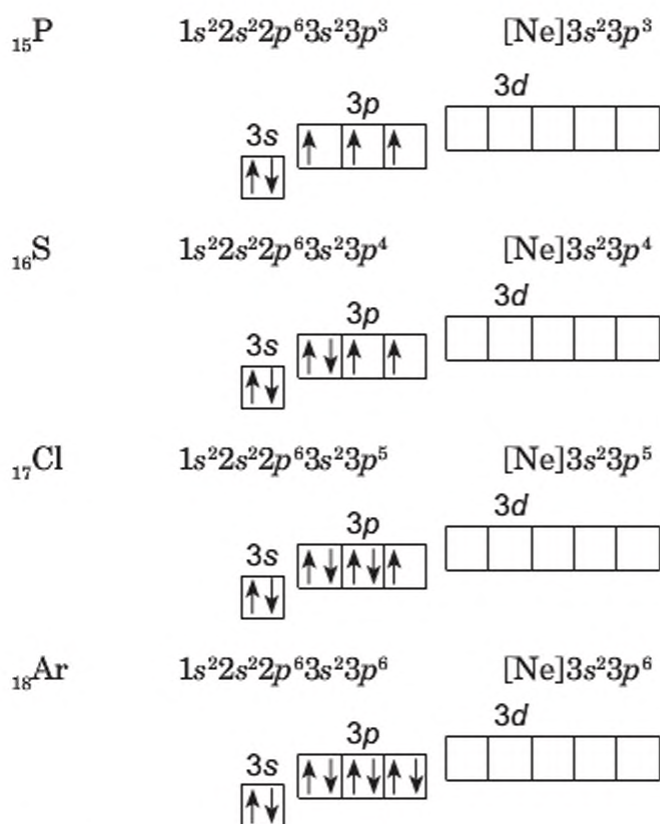 ₁₅P 1s²2s²2p⁶3s²3p³ [Ne]3s²3p³
3d
3p
3s
₁₆S 1s²2s²2p⁶3s²3p⁴ [Ne]3s²3p⁴
3d
3p
3s
₁₇Cl 1s²2s²2p⁶3s²3p⁵ [Ne]3s²3p⁵
3d
3p
3s
₁₈Ar 1s²2s²2p⁶3s²3p⁶ [Ne]3s²3p⁶
3d
3p
3s